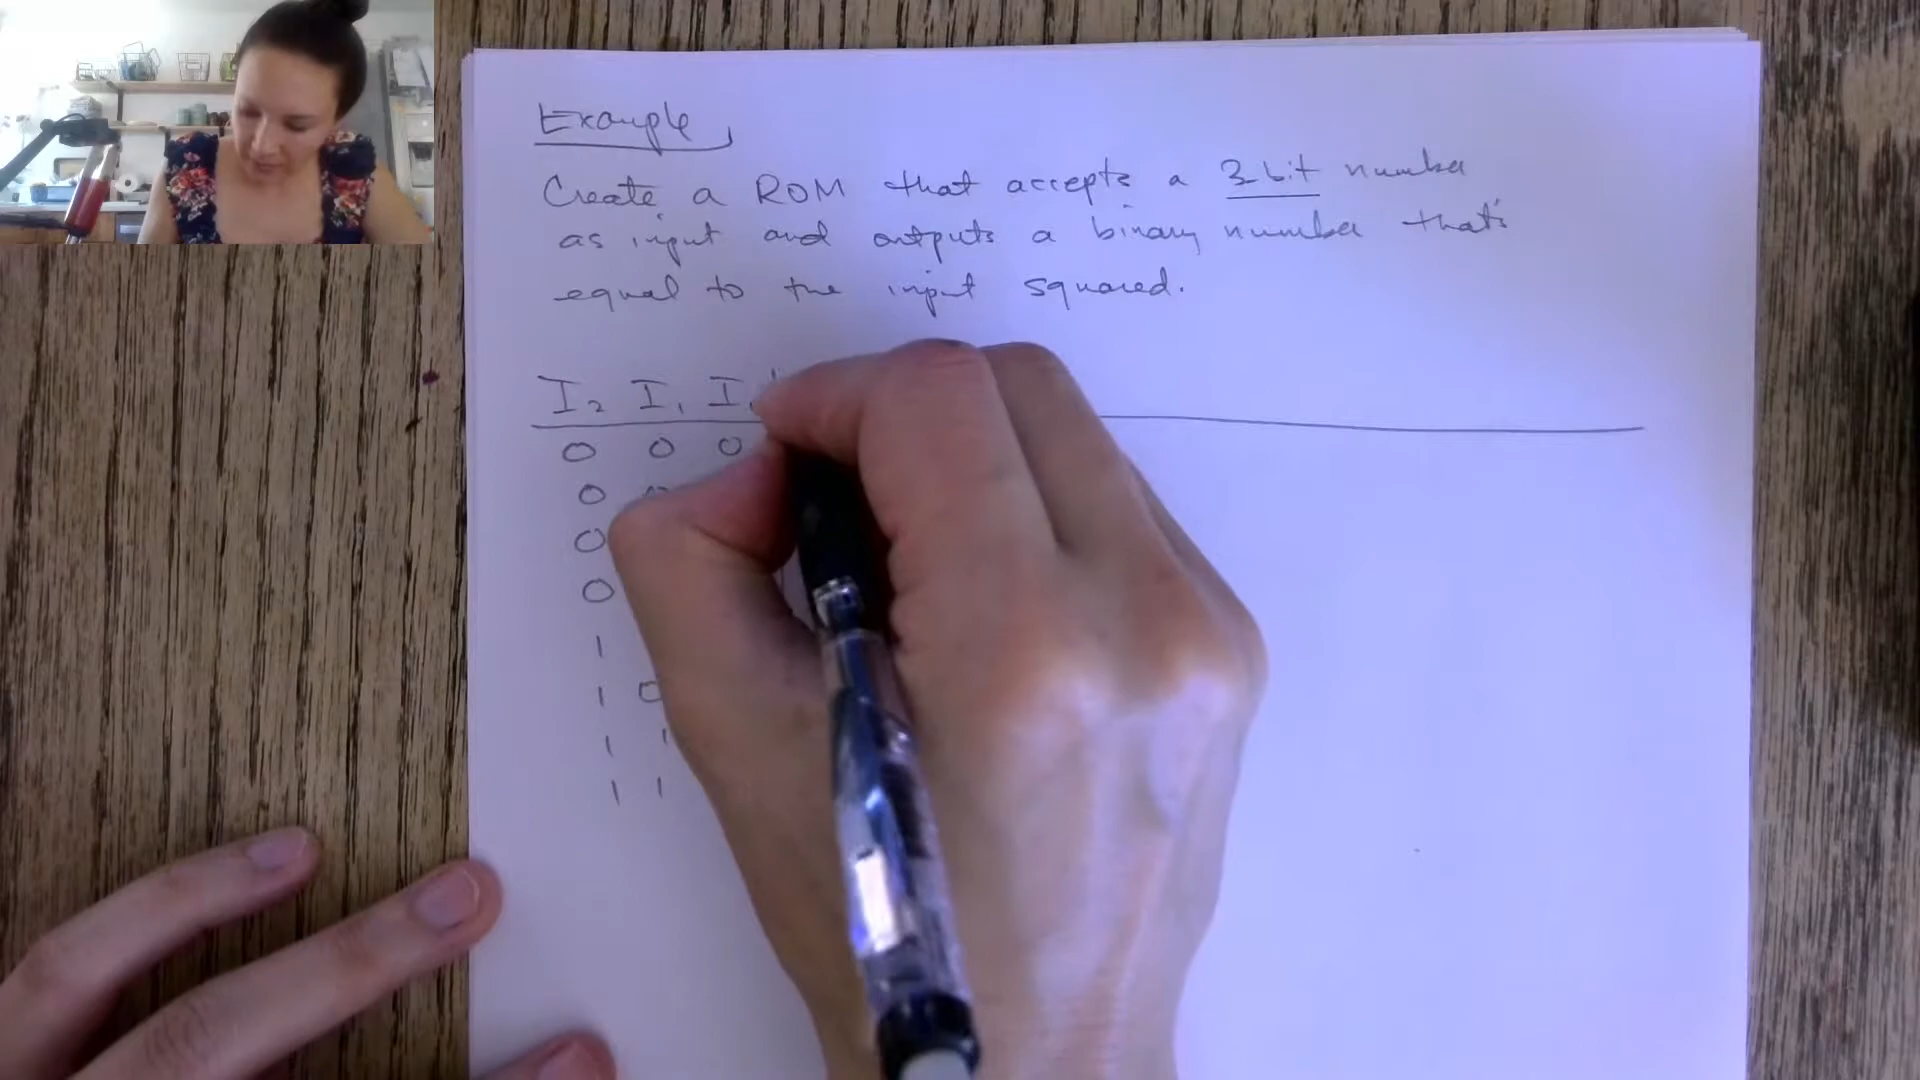 Example
Create a ROM that accepts a 3 bit number
as input and outputs a binary number that's
equal to the input squared.
I₂ I₁ I
0 0 0
0 0
0
0
1
1 0
1 1
1 1